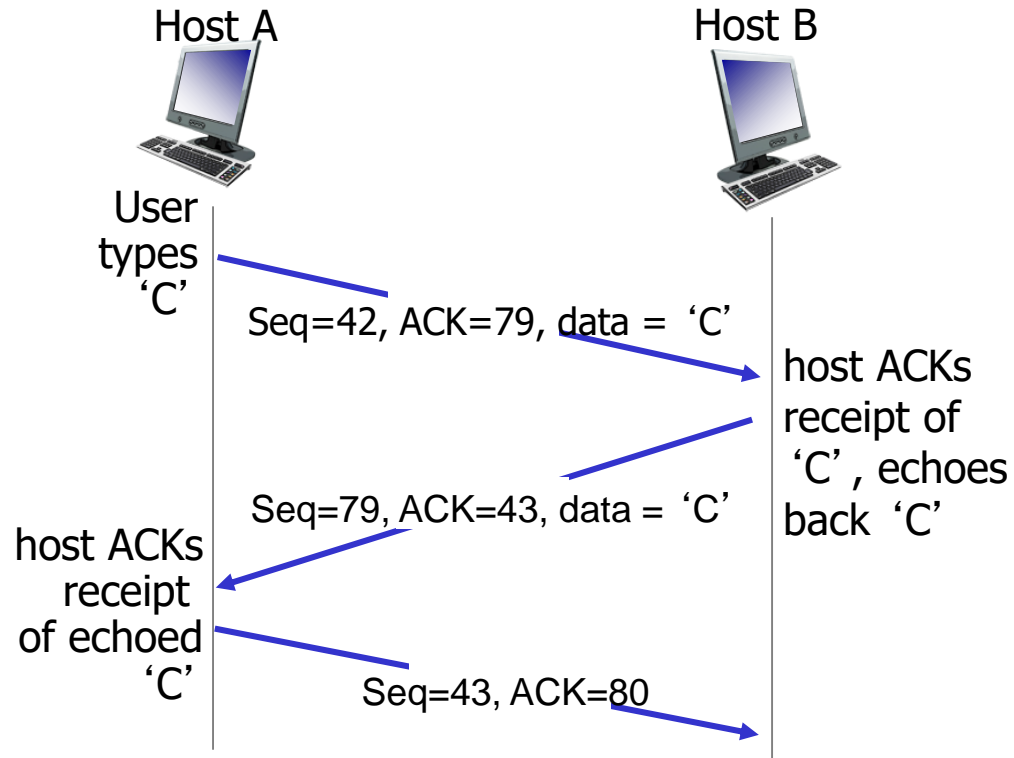 Host A
Host B
User
types
‘C’
Seq=42, ACK=79, data = ‘C’
host ACKs
receipt of
‘C’, echoes
back ‘C’
Seq=79, ACK=43, data = ‘C’
host ACKs
receipt
of echoed
‘C’
Seq=43, ACK=80